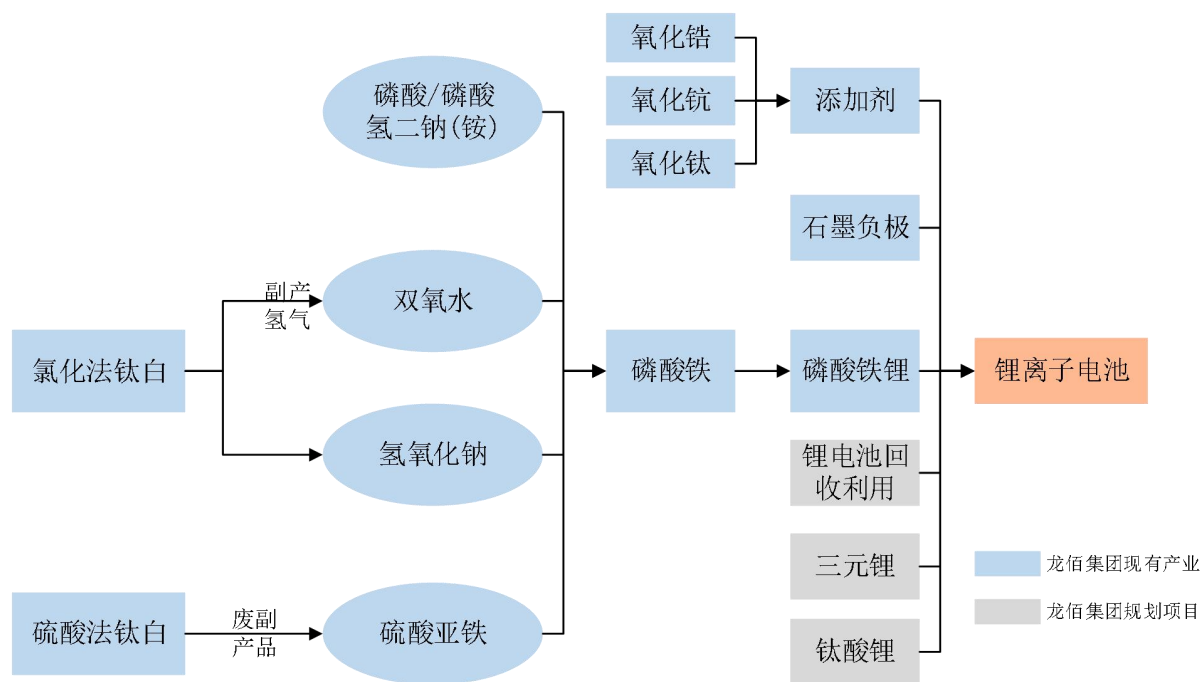 氧化锆
磷酸/磷酸
氢二钠(铵)
氧化钪
添加剂
氧化钛
石墨负极
副产
氢气
双氧水
氯化法钛白
磷酸铁
磷酸铁锂
锂离子电池
氢氧化钠
锂电池回
收利用
三元锂
龙佰集团现有产业
龙佰集团规划项目
硫酸法钛白
废副
产品
硫酸亚铁
钛酸锂